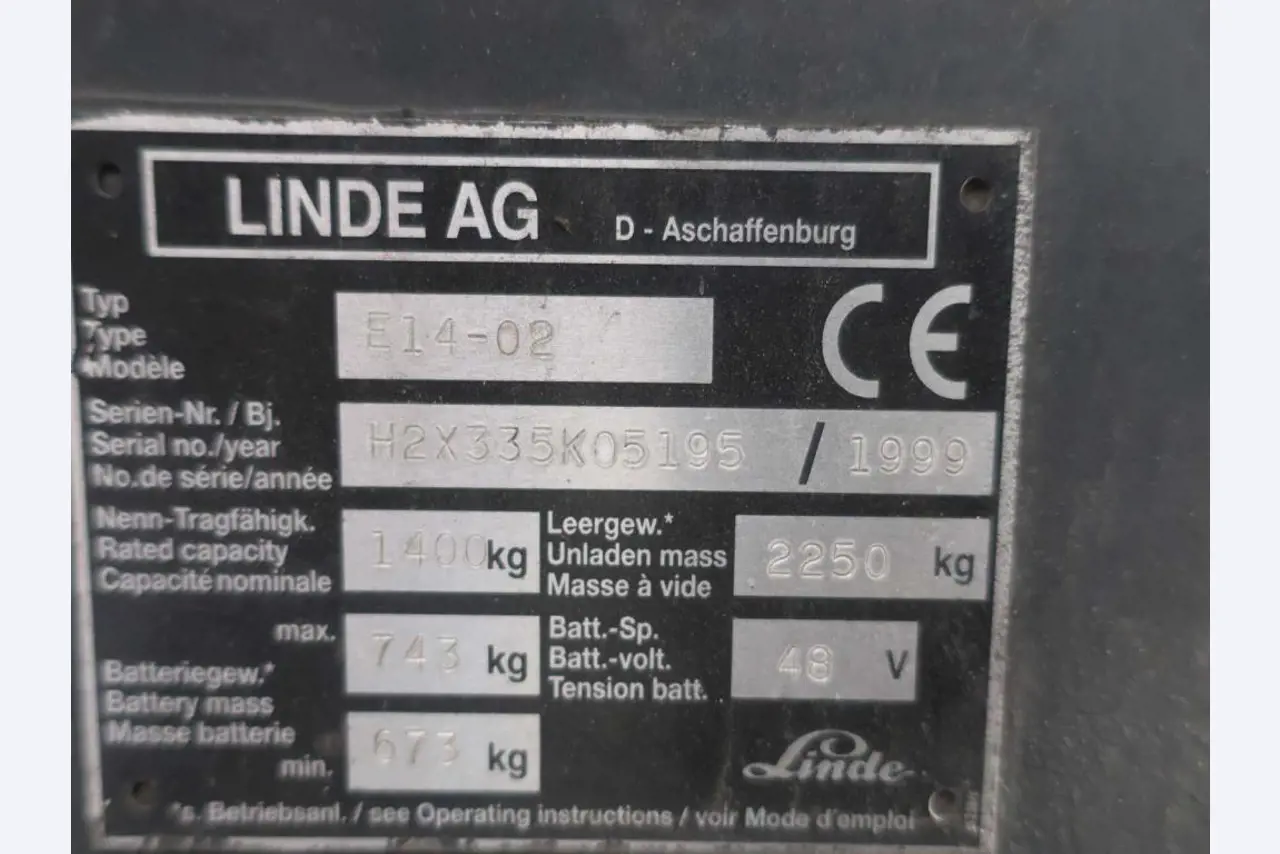 LINDE AG D - Aschaffenburg
Typ
Type E14-02
Modèle
CE
Serien-Nr. / Bj.
Serial no./year H2X335K05195 / 1999
No.de série/année
Nenn-Tragfähigk.
Rated capacity 1400 kg
Capacité nominale
Leergew.*
Unladen mass 2250 kg
Masse à vide
max. 743 kg
Batteriegew.*
Battery mass
Masse batterie
min. 673 kg
Batt.-Sp.
Batt.-volt. 48 V
Tension batt.
Linde
*s. Betriebsanl. / see Operating instructions / voir Mode d'emploi